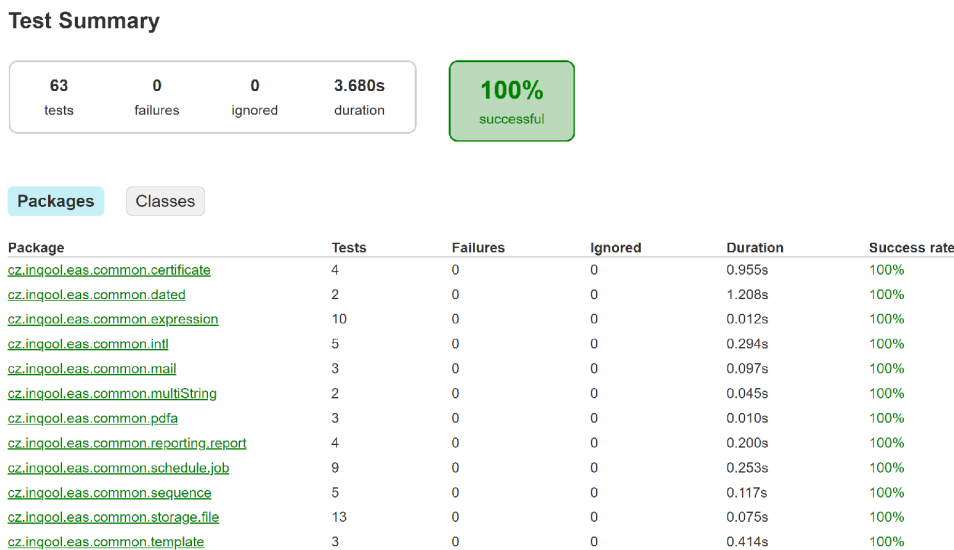 Test Summary
63 0 0 3.680s
tests failures ignored duration
100%
successful
Packages Classes
Package Tests Failures Ignored Duration Success rate
cz.inqool.eas.common.certificate 4 0 0 0.955s 100%
cz.inqool.eas.common.dated 2 0 0 1.208s 100%
cz.inqool.eas.common.expression 10 0 0 0.012s 100%
cz.inqool.eas.common.intl 5 0 0 0.294s 100%
cz.inqool.eas.common.mail 3 0 0 0.097s 100%
cz.inqool.eas.common.multiString 2 0 0 0.045s 100%
cz.inqool.eas.common.pdfa 3 0 0 0.010s 100%
cz.inqool.eas.common.reporting.report 4 0 0 0.200s 100%
cz.inqool.eas.common.schedule.job 9 0 0 0.253s 100%
cz.inqool.eas.common.sequence 5 0 0 0.117s 100%
cz.inqool.eas.common.storage.file 13 0 0 0.075s 100%
cz.inqool.eas.common.template 3 0 0 0.414s 100%